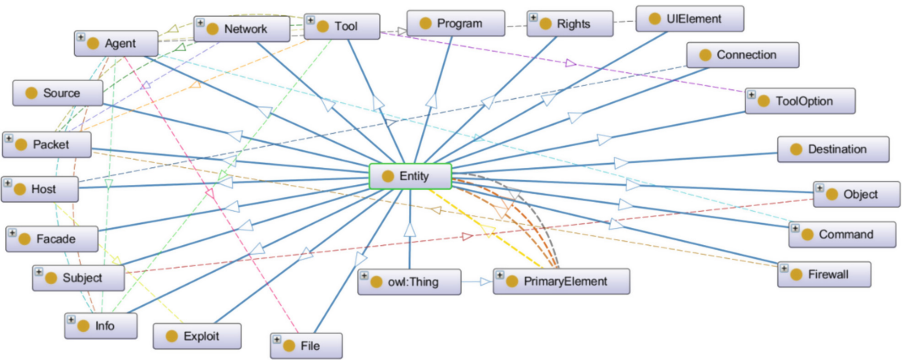 UIElement
Program
Rights
Network
Tool
Agent
Connection
Source
ToolOption
Packet
Destination
Entity
Host
Object
Facade
Command
Subject
Firewall
owl:Thing
PrimaryElement
Info
Exploit
File